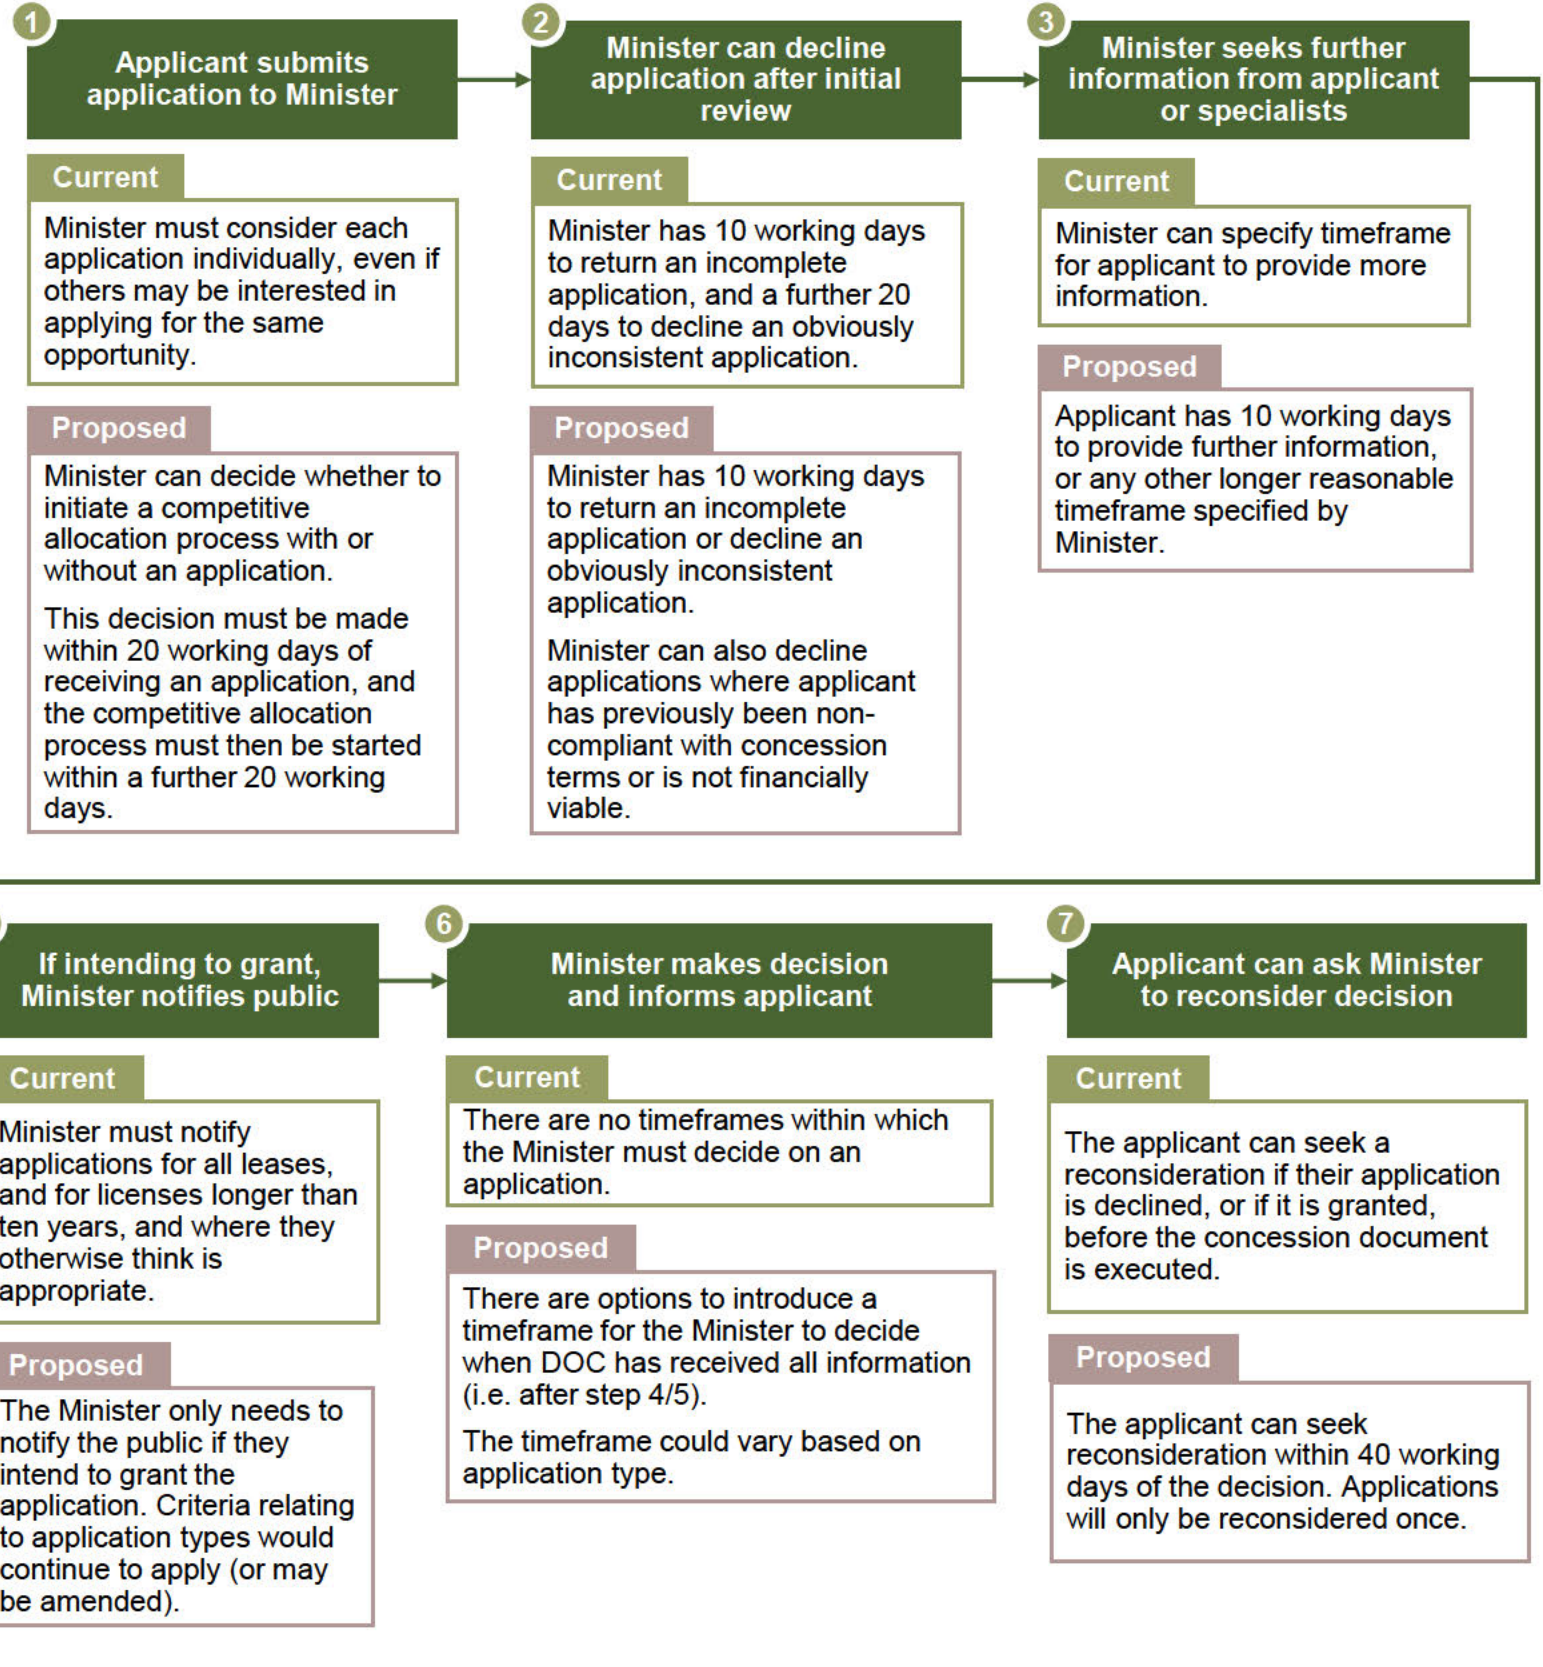 1
Applicant submits
application to Minister
Current
Minister must consider each
application individually, even if
others may be interested in
applying for the same
opportunity.
Proposed
Minister can decide whether to
initiate a competitive
allocation process with or
without an application.
This decision must be made
within 20 working days of
receiving an application, and
the competitive allocation
process must then be started
within a further 20 working
days.
2
Minister can decline
application after initial
review
Current
Minister has 10 working days
to return an incomplete
application, and a further 20
days to decline an obviously
inconsistent application.
Proposed
Minister has 10 working days
to return an incomplete
application or decline an
obviously inconsistent
application.
Minister can also decline
applications where applicant
has previously been non-
compliant with concession
terms or is not financially
viable.
3
Minister seeks further
information from applicant
or specialists
Current
Minister can specify timeframe
for applicant to provide more
information.
Proposed
Applicant has 10 working days
to provide further information,
or any other longer reasonable
timeframe specified by
Minister.
If intending to grant,
Minister notifies public
Current
Minister must notify
applications for all leases,
and for licenses longer than
ten years, and where they
otherwise think is
appropriate.
Proposed
The Minister only needs to
notify the public if they
intend to grant the
application. Criteria relating
to application types would
continue to apply (or may
be amended).
6
Minister makes decision
and informs applicant
Current
There are no timeframes within which
the Minister must decide on an
application.
Proposed
There are options to introduce a
timeframe for the Minister to decide
when DOC has received all information
(i.e. after step 4/5).
The timeframe could vary based on
application type.
7
Applicant can ask Minister
to reconsider decision
Current
The applicant can seek a
reconsideration if their application
is declined, or if it is granted,
before the concession document
is executed.
Proposed
The applicant can seek
reconsideration within 40 working
days of the decision. Applications
will only be reconsidered once.